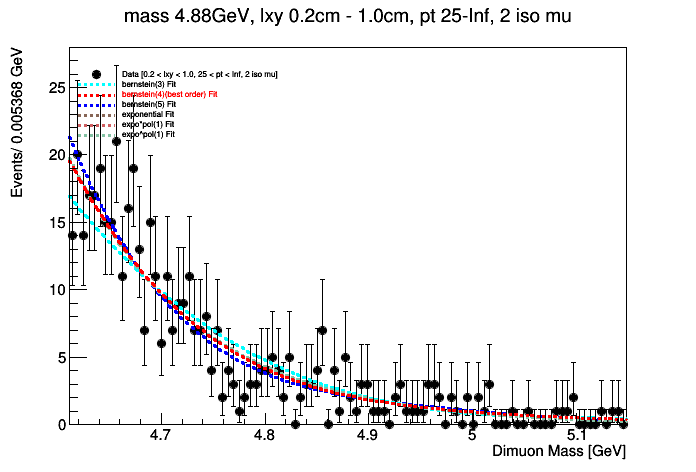 mass 4.88GeV, lxy 0.2cm - 1.0cm, pt 25-Inf, 2 iso mu
Events/ 0.005368 GeV
25
20
15
10
5
0
Data [0.2 < lxy < 1.0, 25 < pt < Inf, 2 iso mu]
bernstein(3) Fit
bernstein(4)(best order) Fit
bernstein(5) Fit
exponential Fit
expo*pol(1) Fit
expo^pol(1) Fit
4.7
4.8
4.9
5
5.1
Dimuon Mass [GeV]